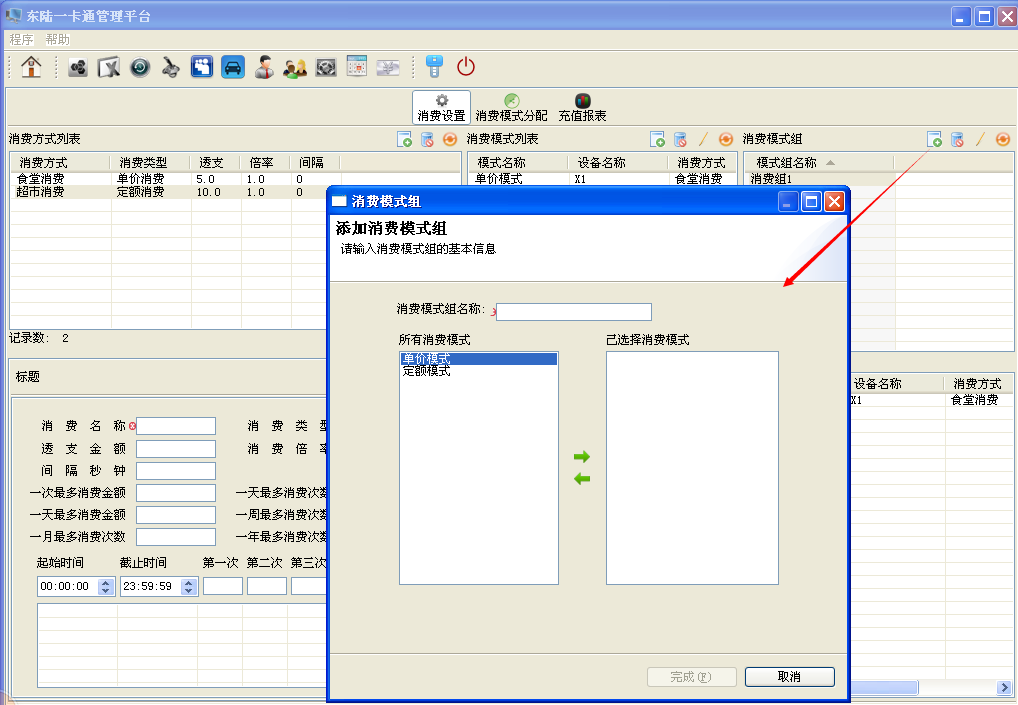 东陆一卡通管理平台
程序 帮助
消费设置 消费模式分配 充值报表
消费方式列表 消费模式列表 消费模式组
消费方式 消费类型 透支 倍率 间隔 模式名称 设备名称 消费方式 模式组名称
食堂消费 单价消费 5.0 1.0 0 单价模式 X1 食堂消费 消费组1
超市消费 定额消费 10.0 1.0 0
消费模式组
添加消费模式组
请输入消费模式组的基本信息
消费模式组名称:
所有消费模式 己选择消费模式
单价模式
定额模式
完成(F) 取消
记录数: 2
标题
设备名称 消费方式
X1 食堂消费
消费名称 消费类型
透支金额 消费倍率
间隔秒钟
一次最多消费金额 一天最多消费次数
一天最多消费金额 一周最多消费次数
一月最多消费次数 一年最多消费次数
起始时间 截止时间 第一次 第二次 第三次
00:00:00 23:59:59